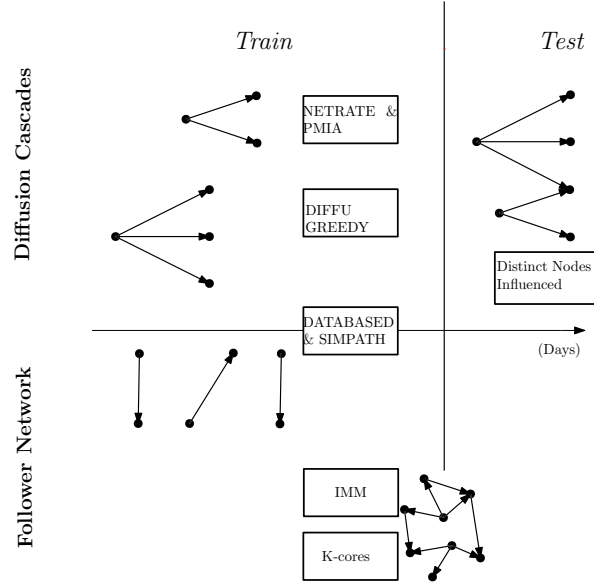 Train
Test
Diffusion Cascades
NETRATE &
PMIA
DIFFU
GREEDY
Distinct Nodes
Influenced
DATABASED
& SIMPATH
(Days)
Follower Network
IMM
K-cores